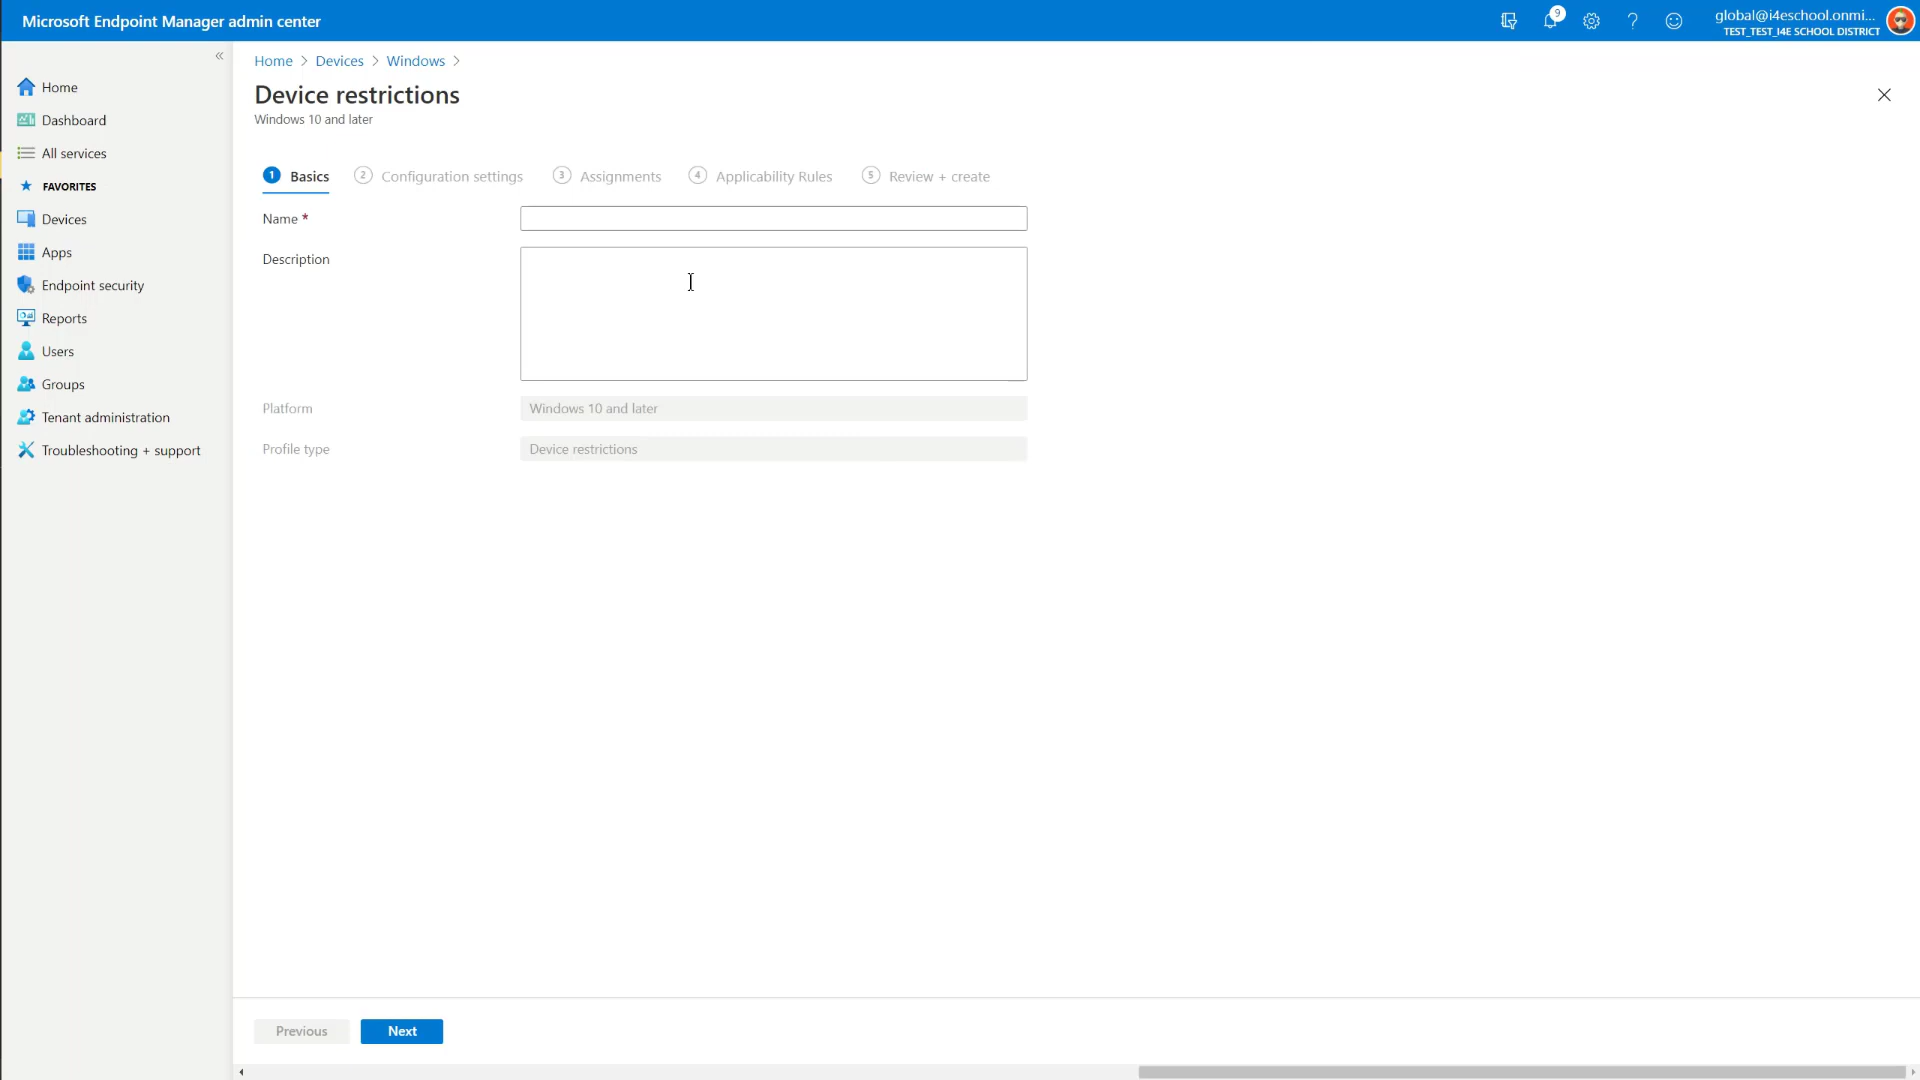 Microsoft Endpoint Manager admin center
9
global@i4eschool.onmi...
TEST_TEST_I4E SCHOOL DISTRICT
Home > Devices > Windows >
Device restrictions
Windows 10 and later
Home
Dashboard
All services
FAVORITES
Devices
Apps
Endpoint security
Reports
Users
Groups
Tenant administration
Troubleshooting + support
1 Basics 2 Configuration settings 3 Assignments 4 Applicability Rules 5 Review + create
Name *
Description
Platform Windows 10 and later
Profile type Device restrictions
Previous Next